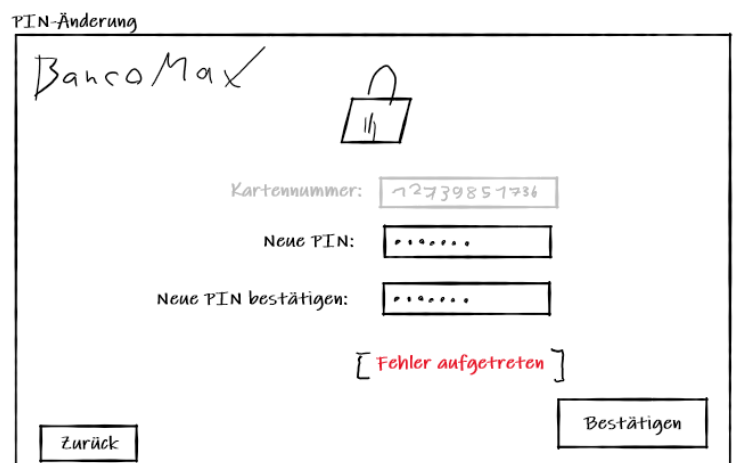 PIN-Änderung
BancoMax
Kartennummer: 12739851736
Neue PIN: •••••••
Neue PIN bestätigen: •••••••
[ Fehler aufgetreten ]
Bestätigen
Zurück